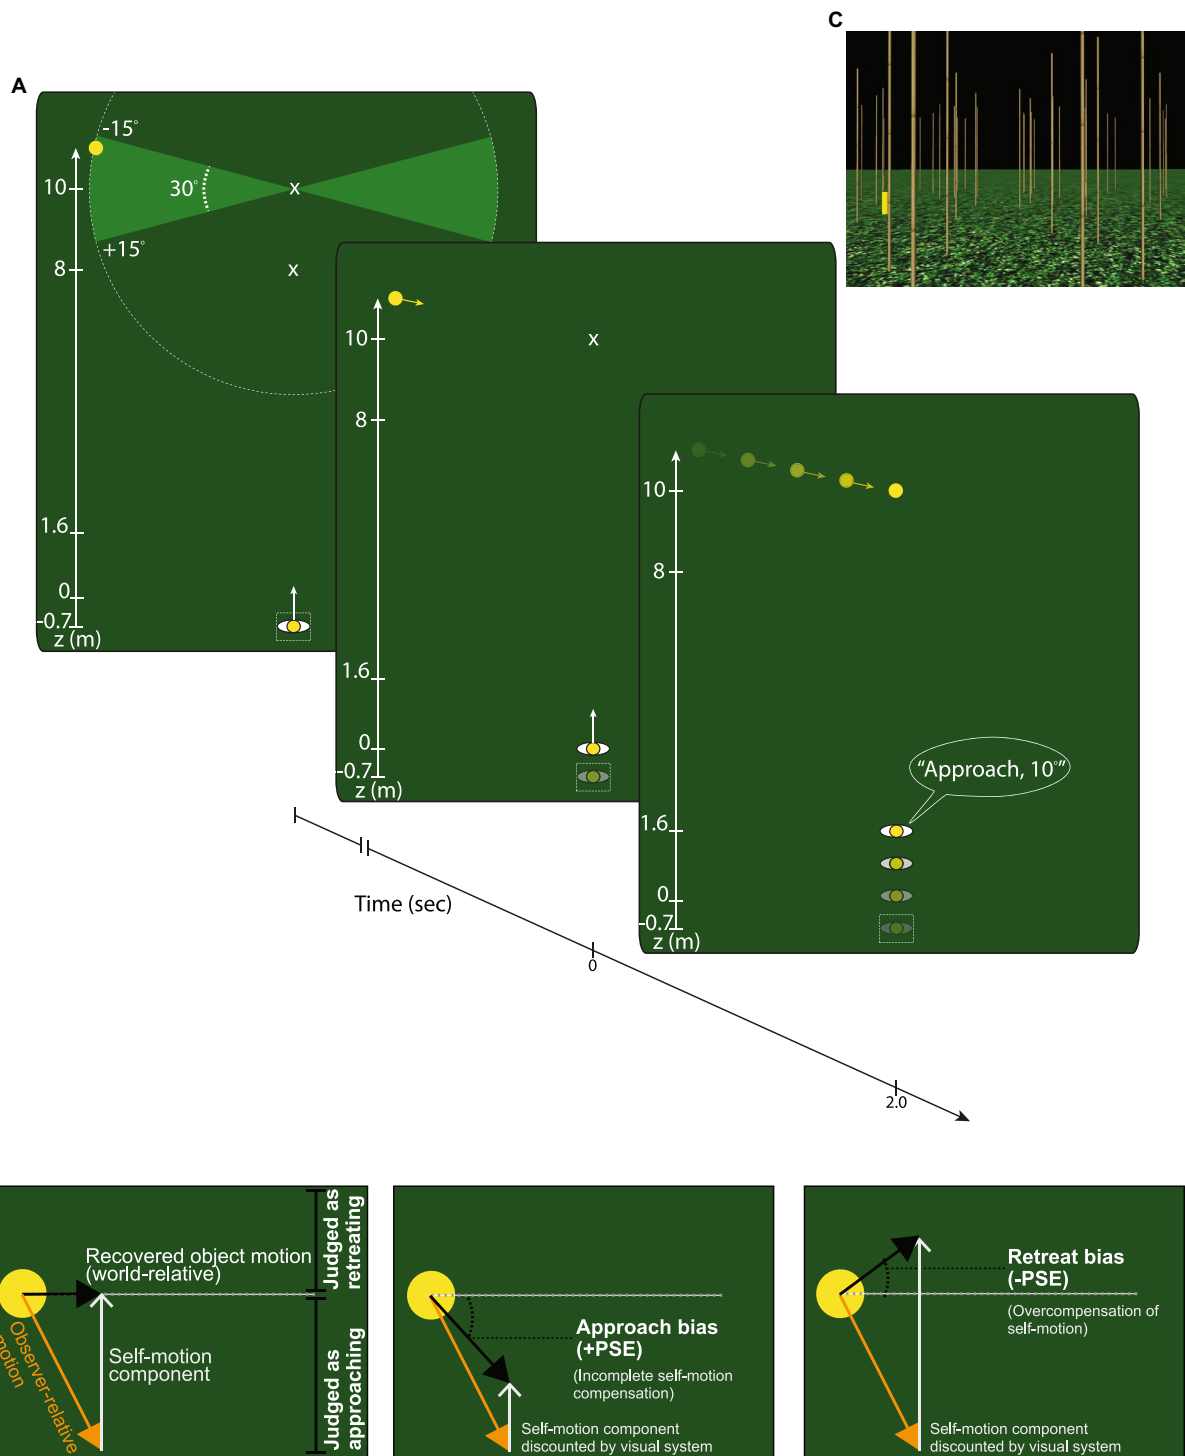 C
A
-15°
10
30°
x
+15°
8
x
1.6
0
-0.7
z (m)
10
x
8
1.6
0
-0.7
z (m)
10
8
"Approach, 10°"
1.6
0
-0.7
z (m)
Time (sec)
0
2.0
Recovered object motion
(world-relative)
Self-motion
component
Observer-relative
motion
Judged as
retreating
Judged as
approaching
Approach bias
(+PSE)
(Incomplete self-motion
compensation)
Self-motion component
discounted by visual system
Retreat bias
(-PSE)
(Overcompensation of
self-motion)
Self-motion component
discounted by visual system